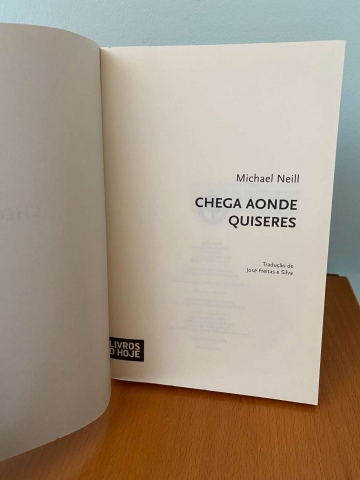 Michael Neill
CHEGA AONDE
QUISERES
Tradução de
José Freitas e Silva
LIVROS
D'HOJE